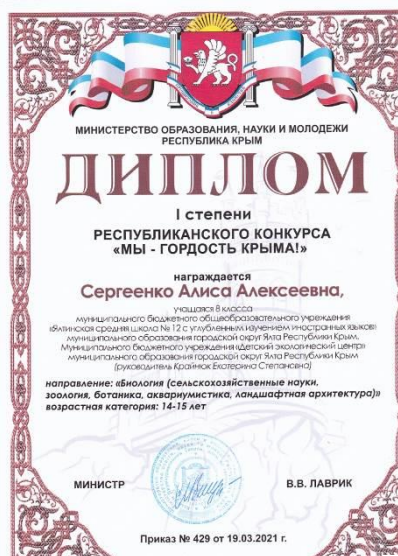 МИНИСТЕРСТВО ОБРАЗОВАНИЯ, НАУКИ И МОЛОДЕЖИ
РЕСПУБЛИКА КРЫМ
ДИПЛОМ
I степени
РЕСПУБЛИКАНСКОГО КОНКУРСА
«МЫ - ГОРДОСТЬ КРЫМА!»
награждается
Сергеенко Алиса Алексеевна,
учащаяся 8 класса
муниципального бюджетного общеобразовательного учреждения
«Ялтинская средняя школа № 12 с углубленным изучением иностранных языков»
муниципального образования городской округ Ялта Республики Крым,
Муниципального бюджетного учреждения «Детский экологический центр»
муниципального образования городской округ Ялта Республики Крым
(руководитель Крайнюк Екатерина Степановна)
направление: «Биология (сельскохозяйственные науки,
зоология, ботаника, аквариумистика, ландшафтная архитектура)»
возрастная категория: 14-15 лет
МИНИСТР В.В. ЛАВРИК
Приказ № 429 от 19.03.2021 г.